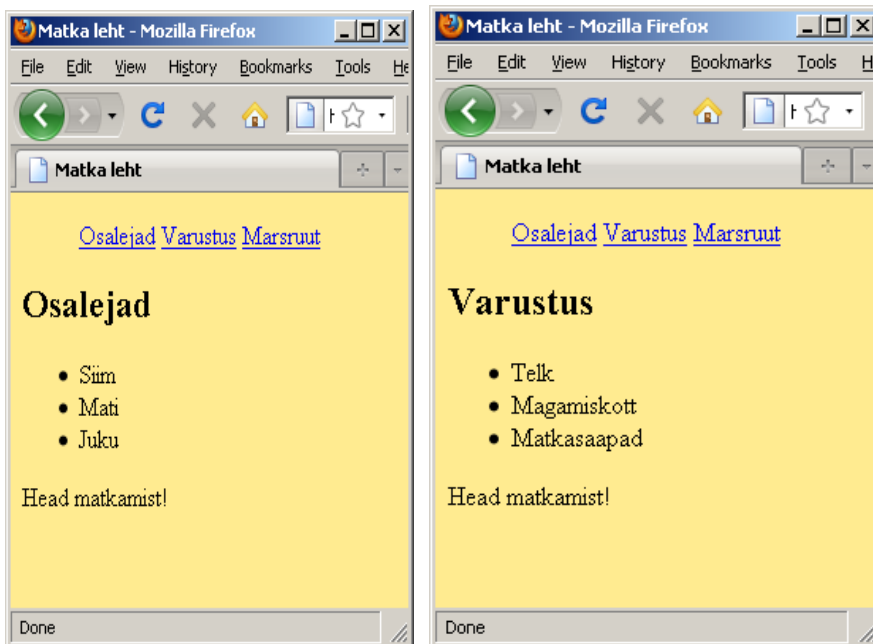 Matka leht - Mozilla Firefox
File Edit View History Bookmarks Tools He
Matka leht
Osalejad Varustus Marsruut
Osalejad
Siim
Mati
Juku
Head matkamist!
Done
Matka leht - Mozilla Firefox
File Edit View History Bookmarks Tools H
Matka leht
Osalejad Varustus Marsruut
Varustus
Telk
Magamiskott
Matkasaapad
Head matkamist!
Done